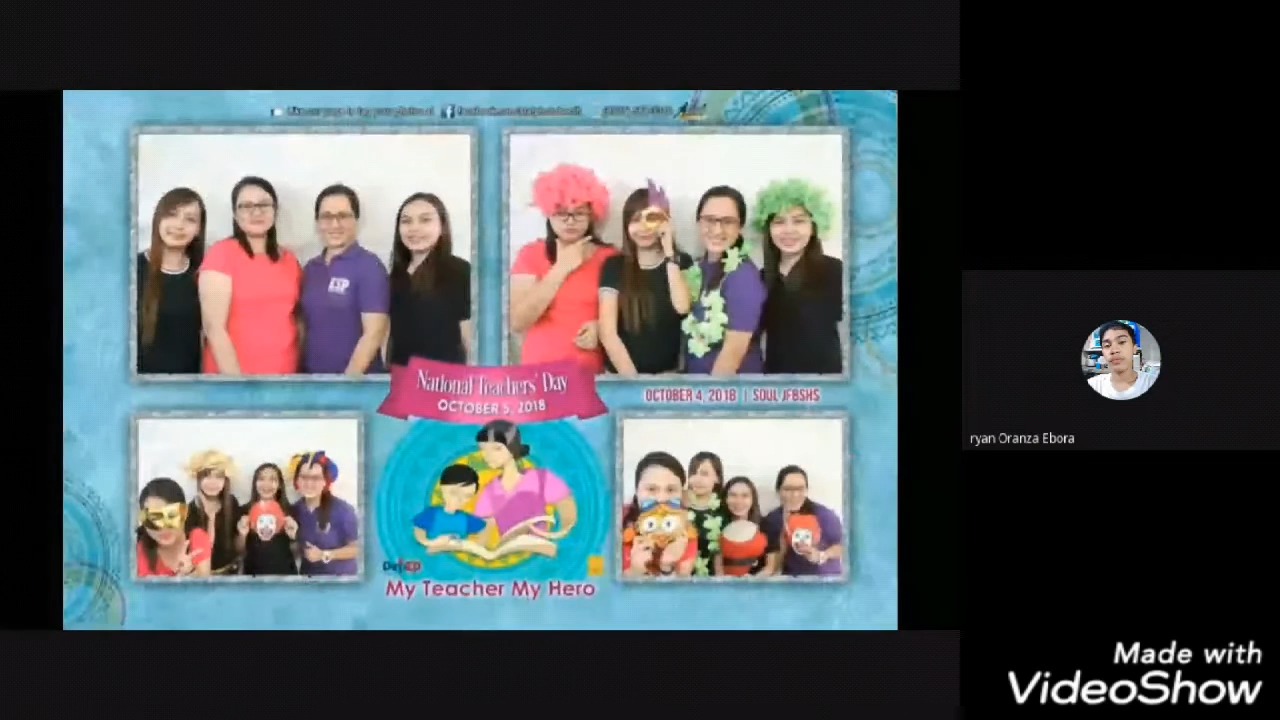 ESP
National Teachers' Day
OCTOBER 5, 2018
OCTOBER 4, 2018 | SOUL JFBSHS
DepED
My Teacher My Hero
ryan Oranza Ebora
Made with
VideoShow